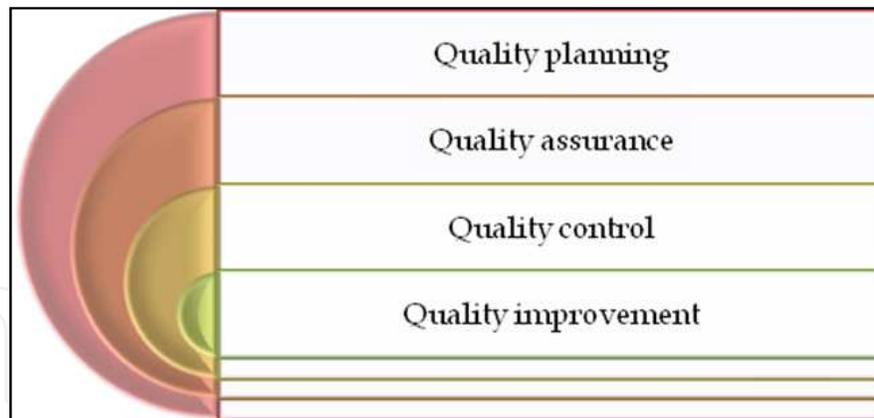 Quality planning
Quality assurance
Quality control
Quality improvement